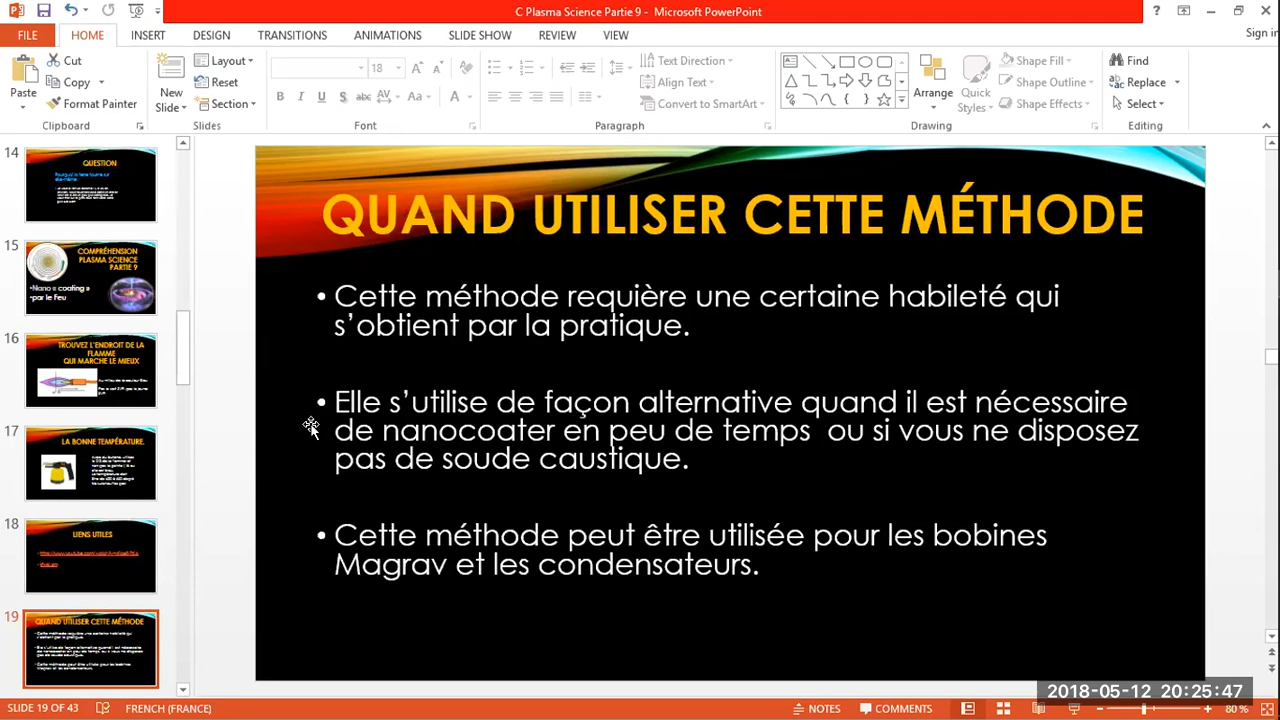 C Plasma Science Partie 9 - Microsoft PowerPoint
FILE HOME INSERT DESIGN TRANSITIONS ANIMATIONS SLIDE SHOW REVIEW VIEW Sign in
Paste
Cut
Copy
Format Painter
Clipboard
New Slide
Layout
Reset
Section
Slides
18
Font
Text Direction
Align Text
Convert to SmartArt
Paragraph
Arrange
Quick Styles
Shape Fill
Shape Outline
Shape Effects
Drawing
Find
Replace
Select
Editing
14
QUESTION
15
COMPRÉHENSION
PLASMA SCIENCE
PARTIE 9
•Nano « coating »
•par le Feu
16
TROUVEZ L'ENDROIT DE LA
FLAMME
QUI MARCHE LE MIEUX
17
LA BONNE TEMPÉRATURE.
18
LIENS UTILES
19
QUAND UTILISER CETTE MÉTHODE
QUAND UTILISER CETTE MÉTHODE
• Cette méthode requière une certaine habileté qui
s’obtient par la pratique.
• Elle s’utilise de façon alternative quand il est nécessaire
de nanocoater en peu de temps ou si vous ne disposez
pas de soude caustique.
• Cette méthode peut être utilisée pour les bobines
Magrav et les condensateurs.
2018-05-12 20:25:47
SLIDE 19 OF 43 FRENCH (FRANCE) NOTES COMMENTS 80 %